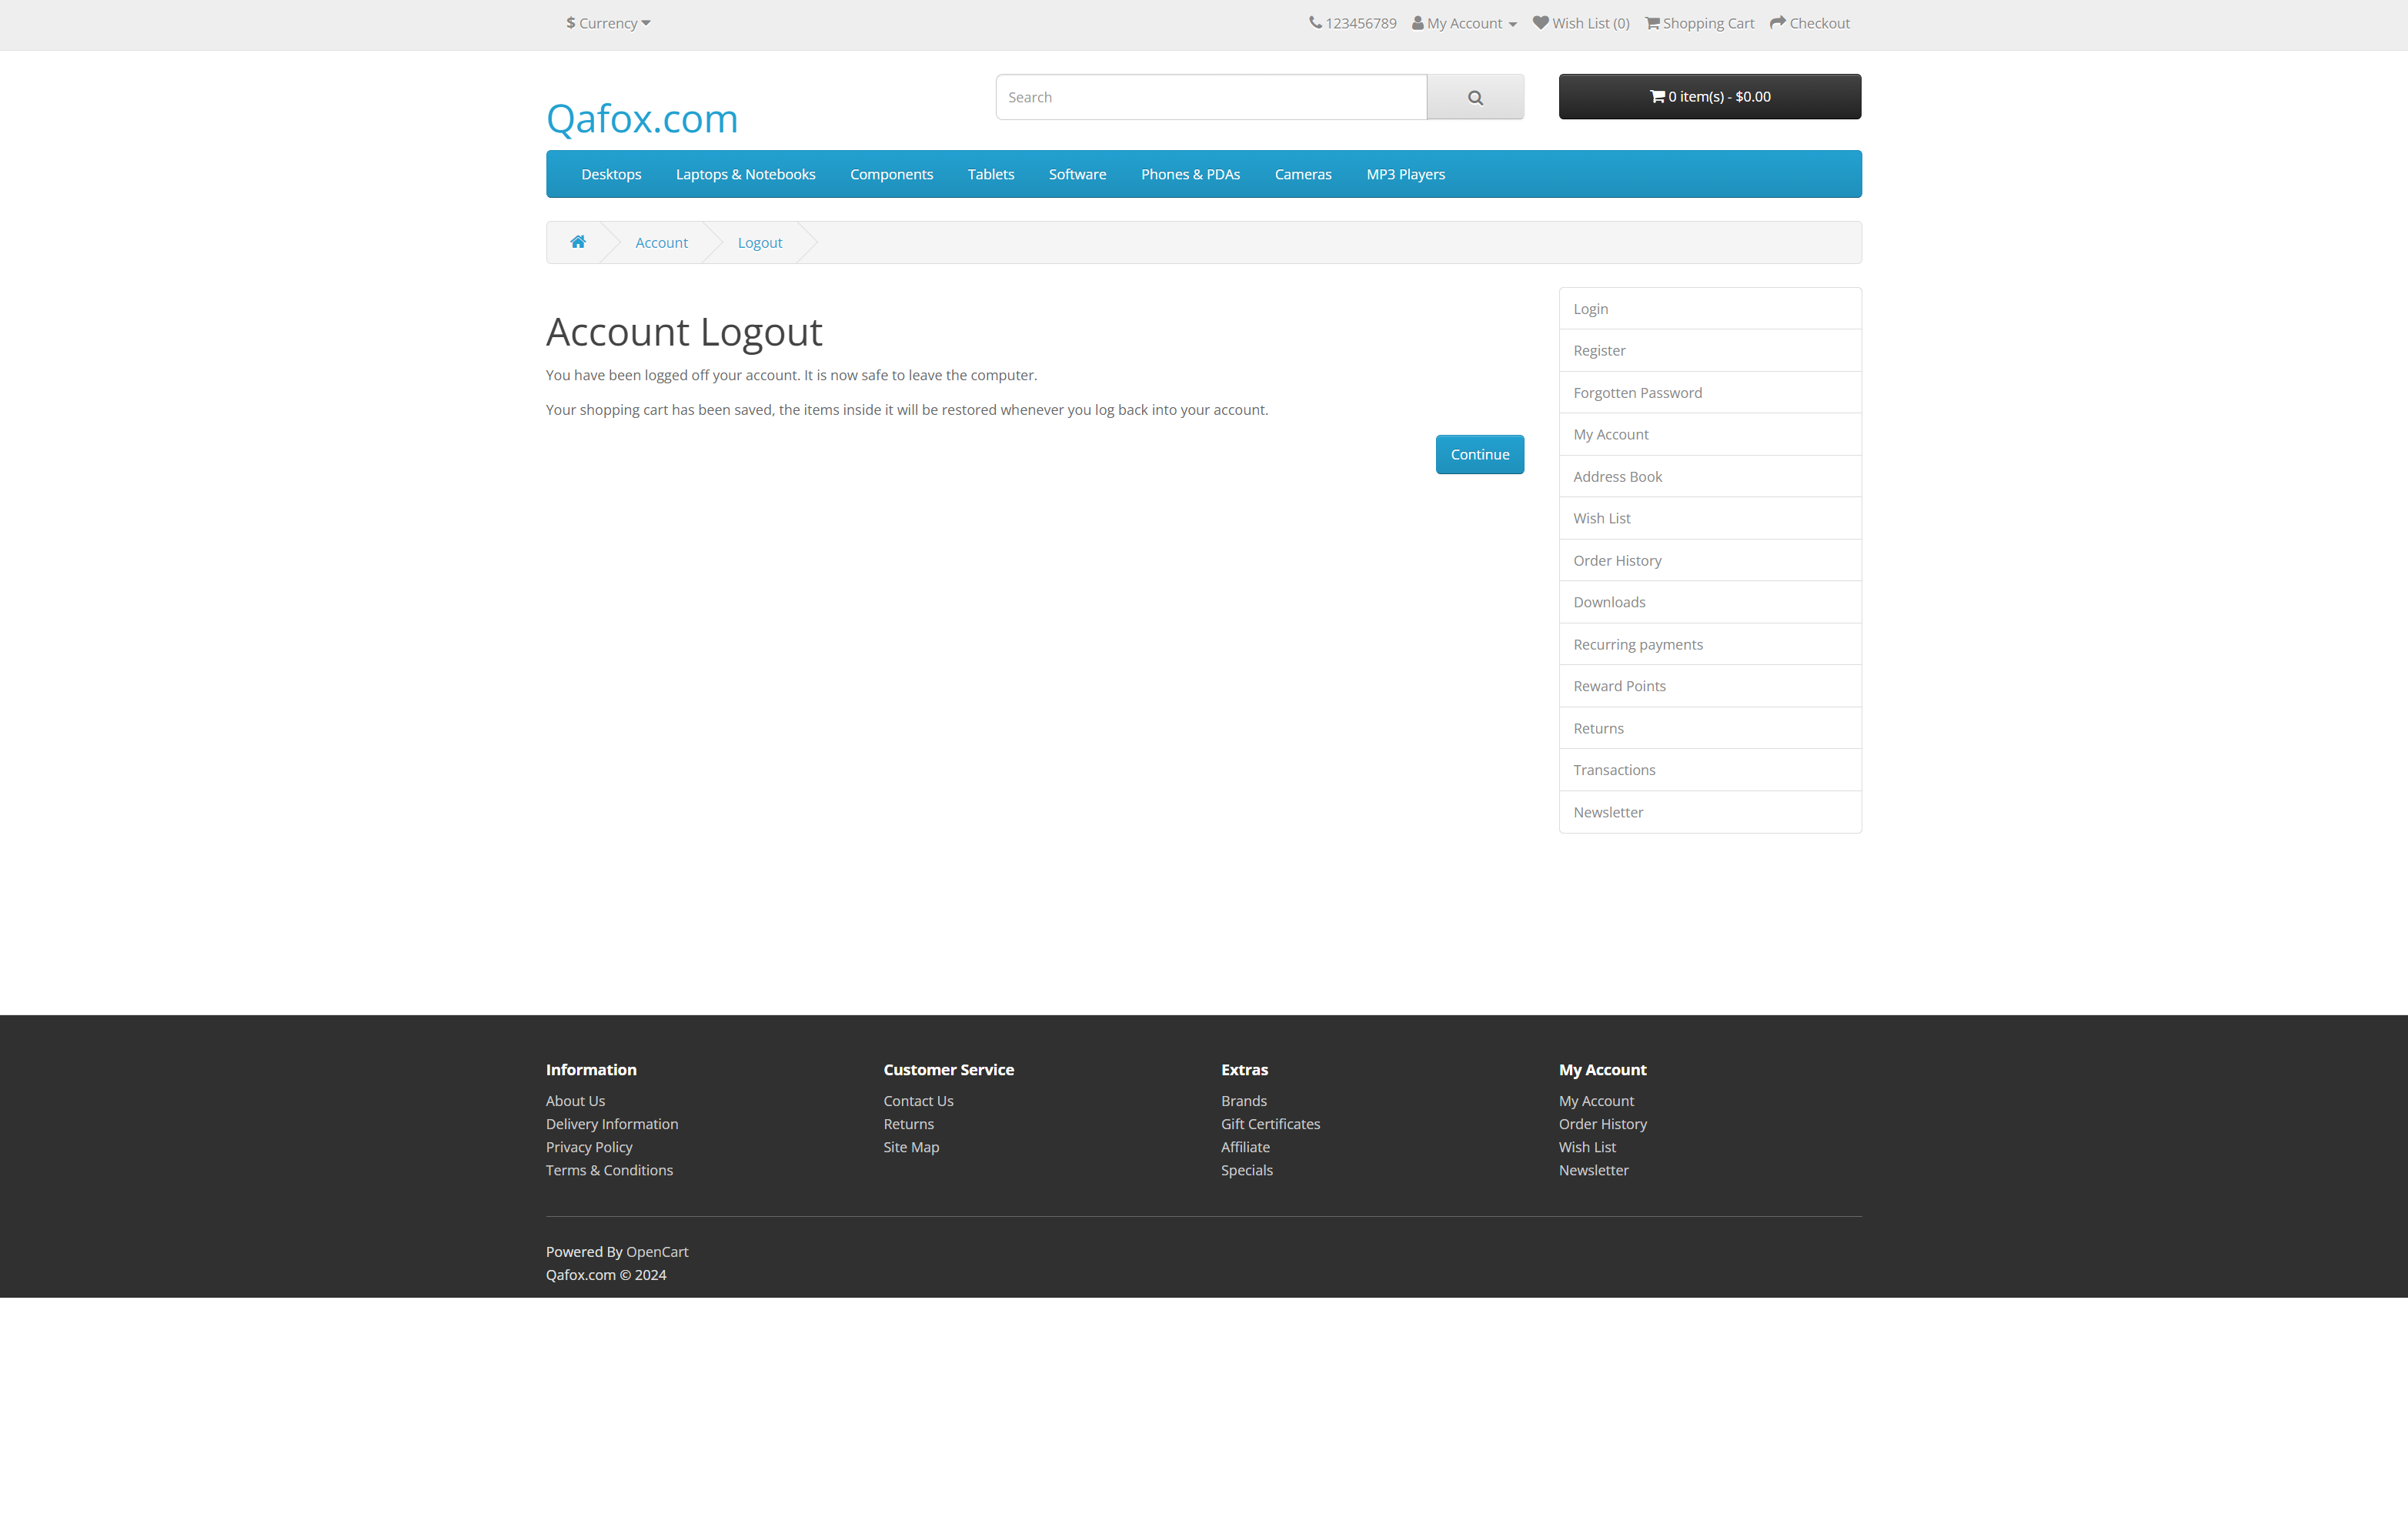 $ Currency
123456789 My Account Wish List (0) Shopping Cart Checkout
Qafox.com
Search
0 item(s) - $0.00
Desktops Laptops & Notebooks Components Tablets Software Phones & PDAs Cameras MP3 Players
Account Logout
Account Logout
You have been logged off your account. It is now safe to leave the computer.
Your shopping cart has been saved, the items inside it will be restored whenever you log back into your account.
Continue
Login
Register
Forgotten Password
My Account
Address Book
Wish List
Order History
Downloads
Recurring payments
Reward Points
Returns
Transactions
Newsletter
Information
About Us
Delivery Information
Privacy Policy
Terms & Conditions
Customer Service
Contact Us
Returns
Site Map
Extras
Brands
Gift Certificates
Affiliate
Specials
My Account
My Account
Order History
Wish List
Newsletter
Powered By OpenCart
Qafox.com © 2024